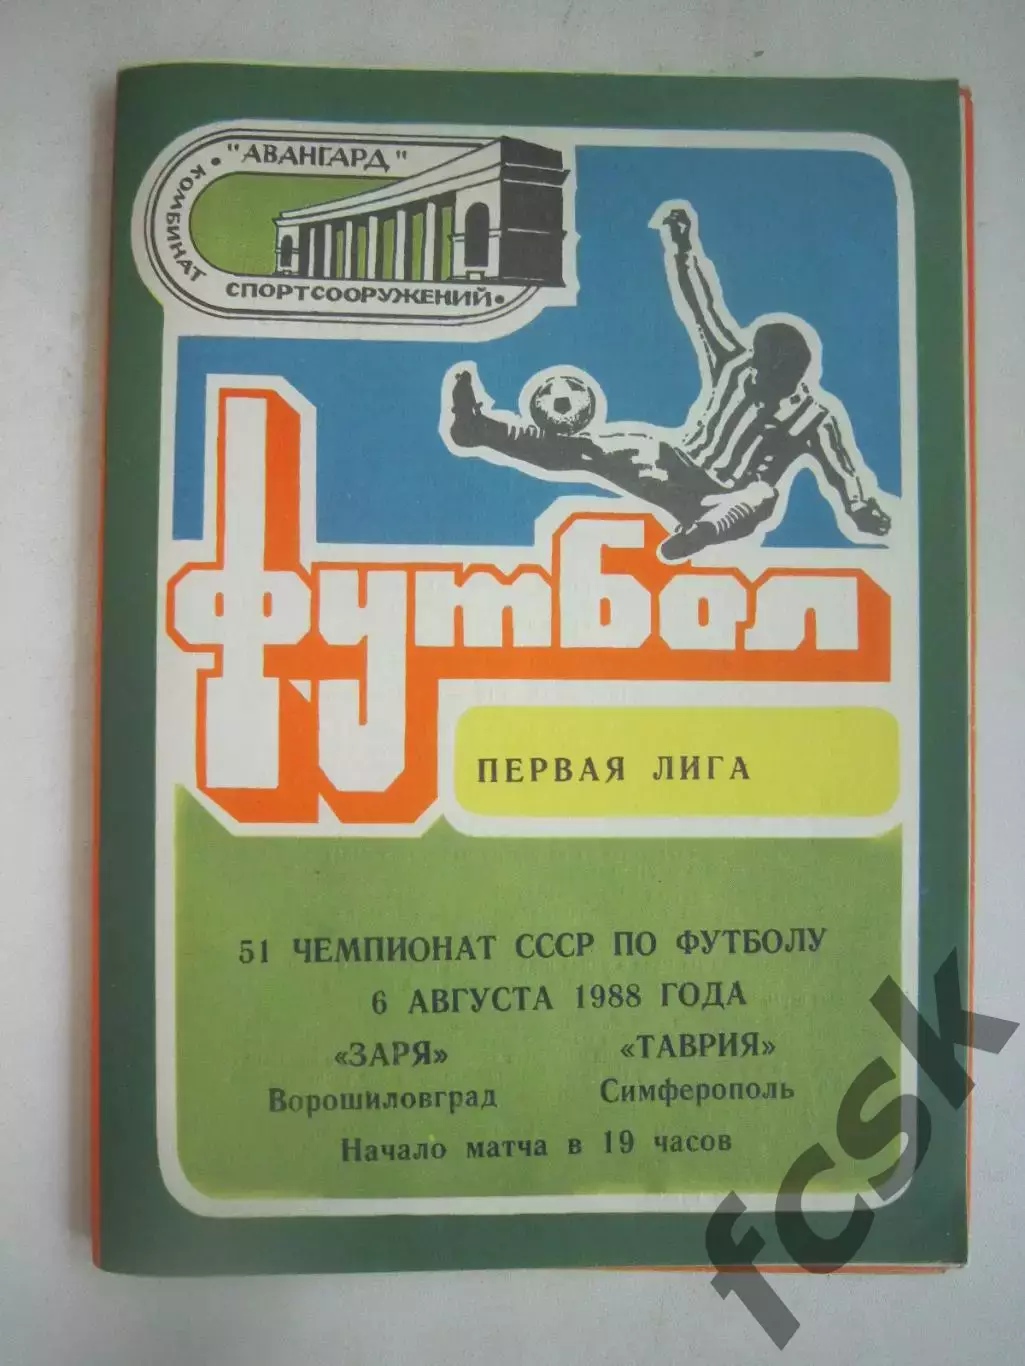 "АВАНГАРД"
• КОМБИНАТ
СПОРТСООРУЖЕНИЙ •
футбол
ПЕРВАЯ ЛИГА
51 ЧЕМПИОНАТ СССР ПО ФУТБОЛУ
6 АВГУСТА 1988 ГОДА
«ЗАРЯ» «ТАВРИЯ»
Ворошиловград Симферополь
Начало матча в 19 часов
fcsk